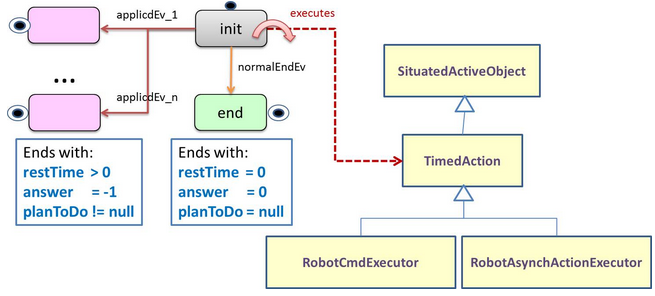 applicdEv_1
init
executes
normalEndEv
SituatedActiveObject
...
applicdEv_n
end
Ends with:
restTime > 0
answer = -1
planToDo != null
Ends with:
restTime = 0
answer = 0
planToDo = null
TimedAction
RobotCmdExecutor
RobotAsynchActionExecutor